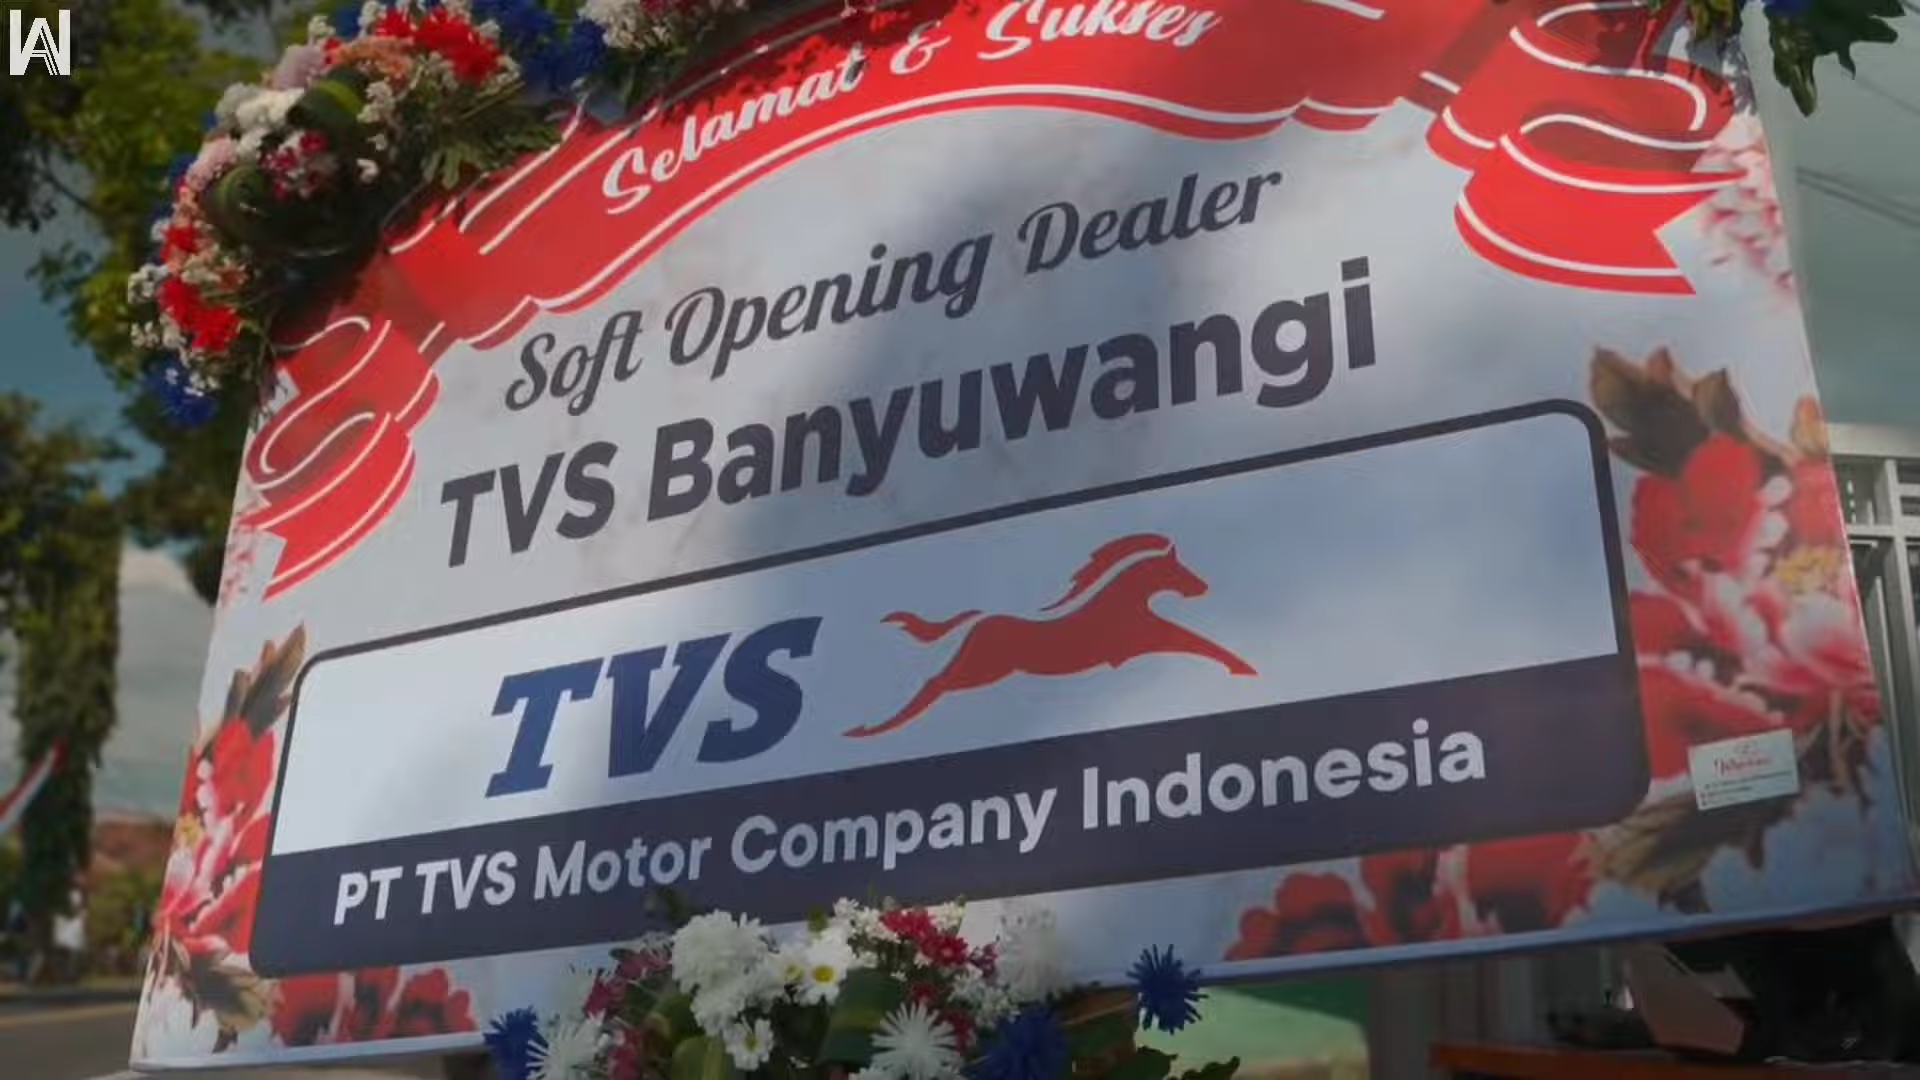 Selamat & Sukses
Soft Opening Dealer
TVS Banyuwangi
TVS
PT TVS Motor Company Indonesia